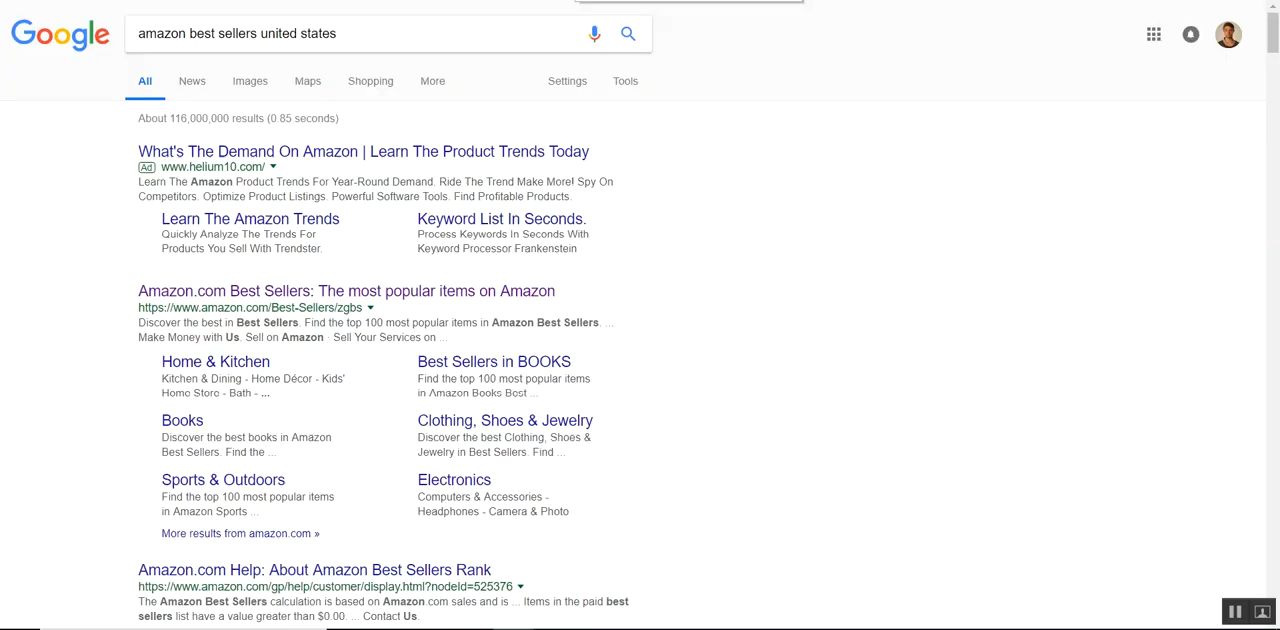 Google
amazon best sellers united states
All News Images Maps Shopping More Settings Tools
About 116,000,000 results (0.85 seconds)
What's The Demand On Amazon | Learn The Product Trends Today
Ad www.helium10.com/
Learn The Amazon Product Trends For Year-Round Demand. Ride The Trend Make More! Spy On
Competitors. Optimize Product Listings. Powerful Software Tools. Find Profitable Products.
Learn The Amazon Trends
Quickly Analyze The Trends For
Products You Sell With Trendster.
Keyword List In Seconds.
Process Keywords In Seconds With
Keyword Processor Frankenstein
Amazon.com Best Sellers: The most popular items on Amazon
https://www.amazon.com/Best-Sellers/zgbs
Discover the best in Best Sellers. Find the top 100 most popular items in Amazon Best Sellers. ...
Make Money with Us. Sell on Amazon · Sell Your Services on ...
Home & Kitchen
Kitchen & Dining - Home Décor - Kids'
Home Store - Bath - ...
Best Sellers in BOOKS
Find the top 100 most popular items
in Amazon Books Best ...
Books
Discover the best books in Amazon
Best Sellers. Find the ...
Clothing, Shoes & Jewelry
Discover the best Clothing, Shoes &
Jewelry in Best Sellers. Find ...
Sports & Outdoors
Find the top 100 most popular items
in Amazon Sports ...
Electronics
Computers & Accessories -
Headphones - Camera & Photo
More results from amazon.com »
Amazon.com Help: About Amazon Best Sellers Rank
https://www.amazon.com/gp/help/customer/display.html?nodeId=525376
The Amazon Best Sellers calculation is based on Amazon.com sales and is ... Items in the paid best
sellers list have a value greater than $0.00. ... Contact Us.